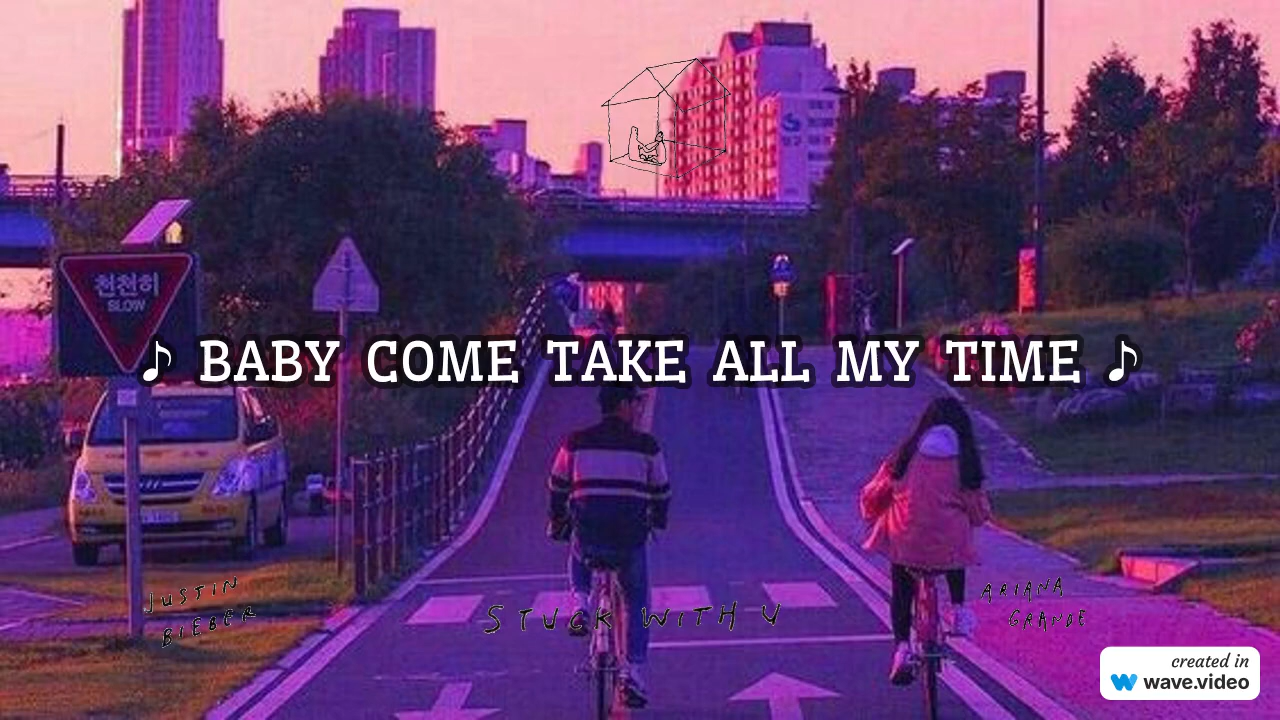 천천히
SLOW
♪ BABY COME TAKE ALL MY TIME ♪
JUSTIN
BIEBER
STUCK WITH U
ARIANA
GRANDE
created in
wave.video